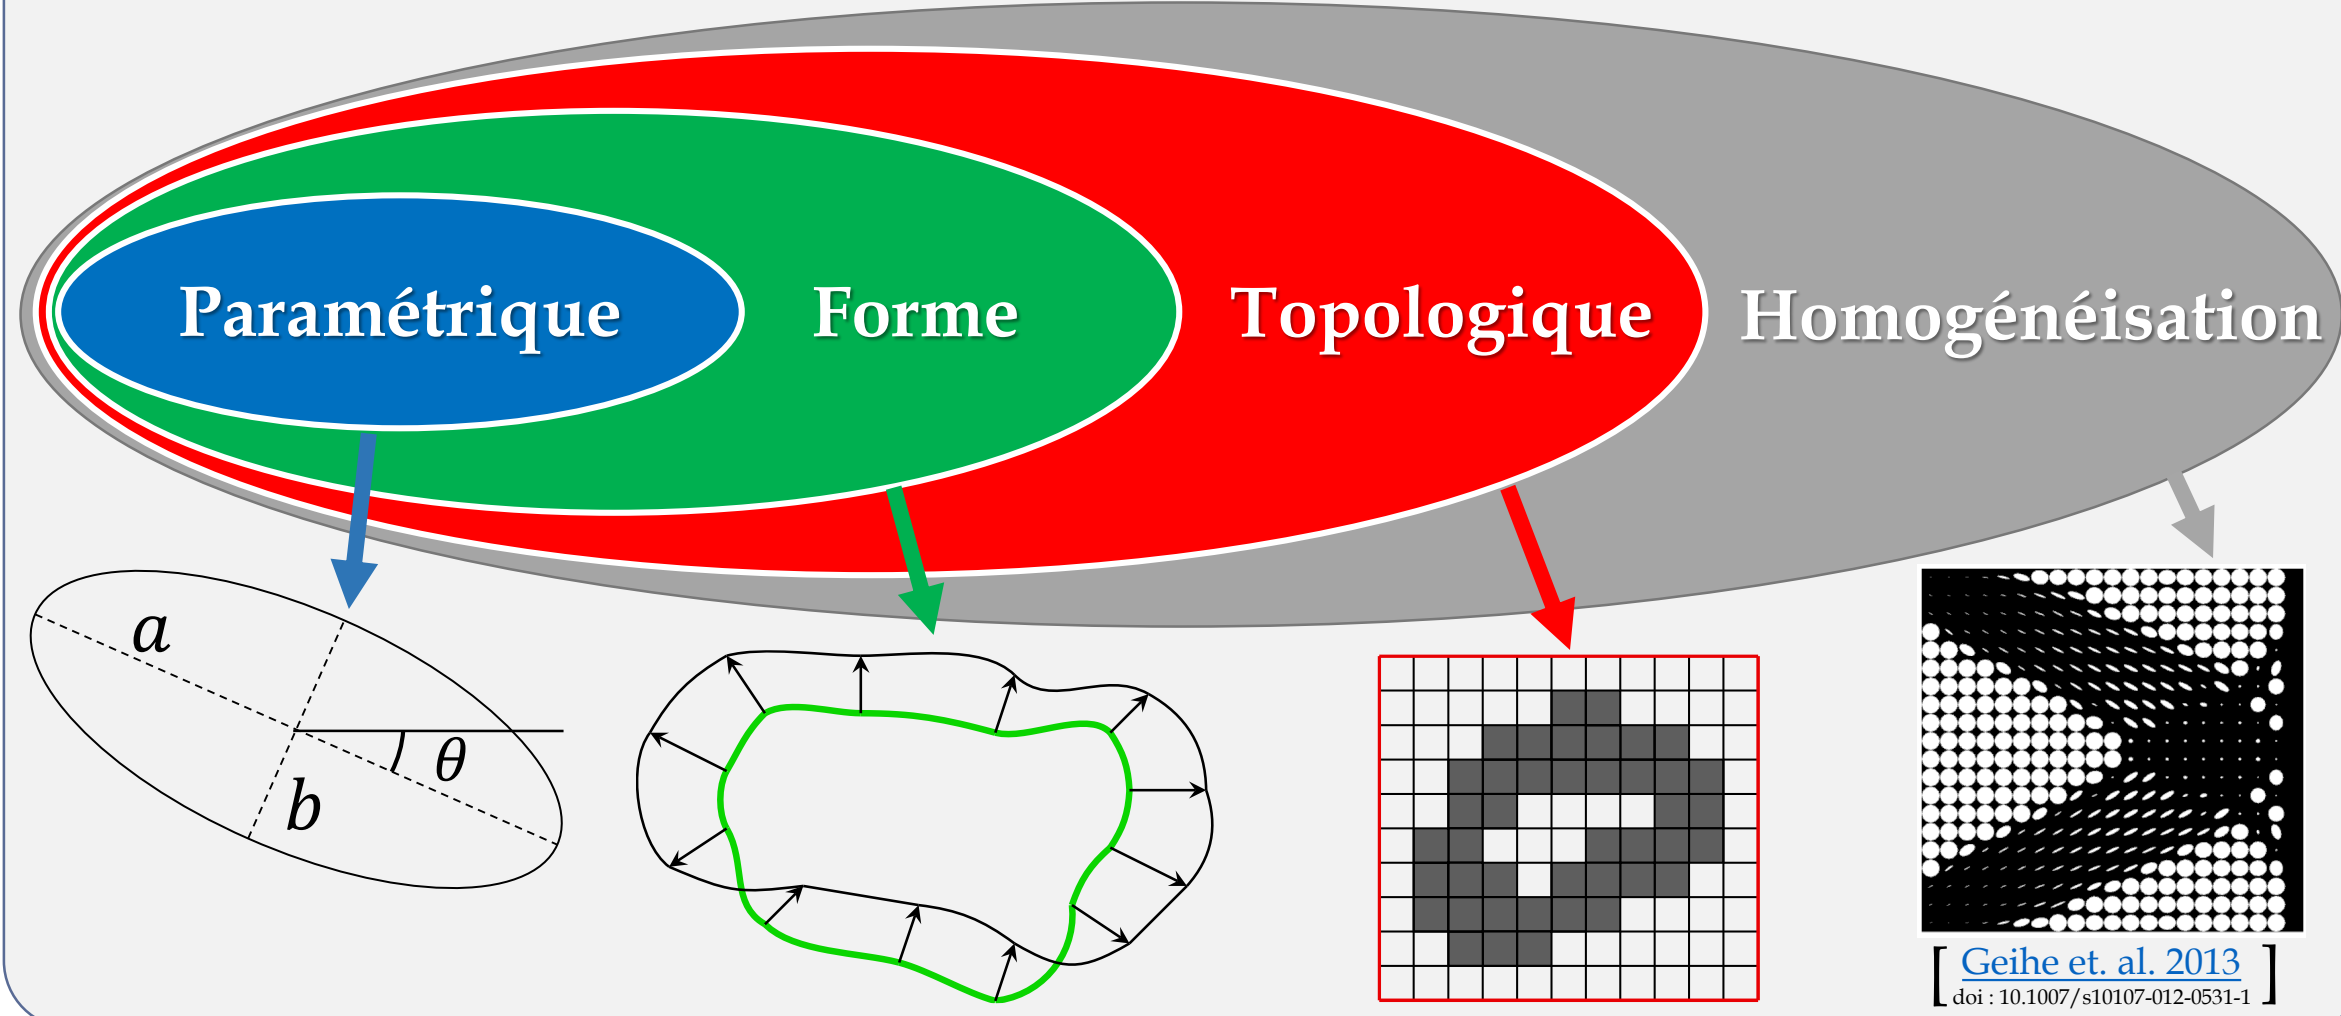 Paramétrique
Forme
Topologique
Homogénéisation
a
b
θ
[ Geihe et. al. 2013 ]
doi : 10.1007/s10107-012-0531-1